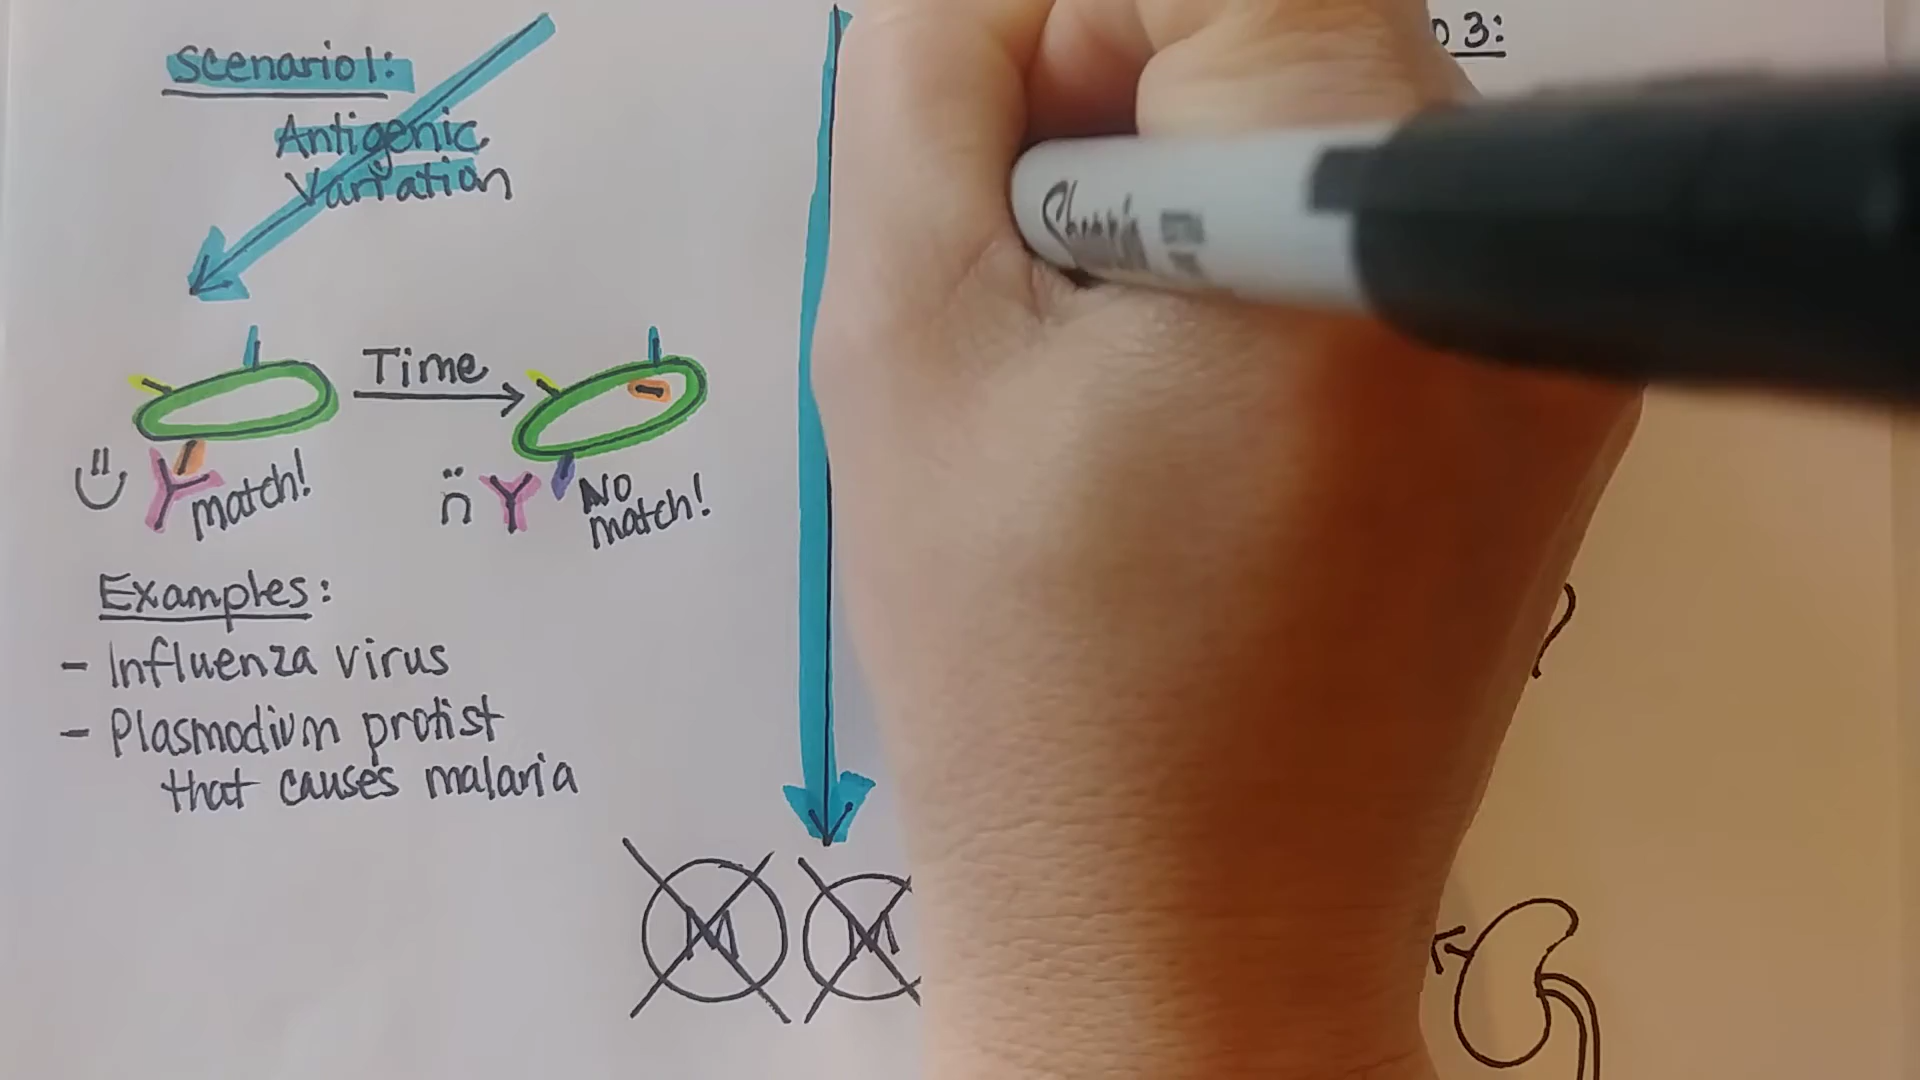 Scenario 1:
Antigenic
Variation
Time
match!
NO
match!
Examples:
- Influenza virus
- Plasmodium protist
that causes malaria
M
M
Sharpie
3:
?